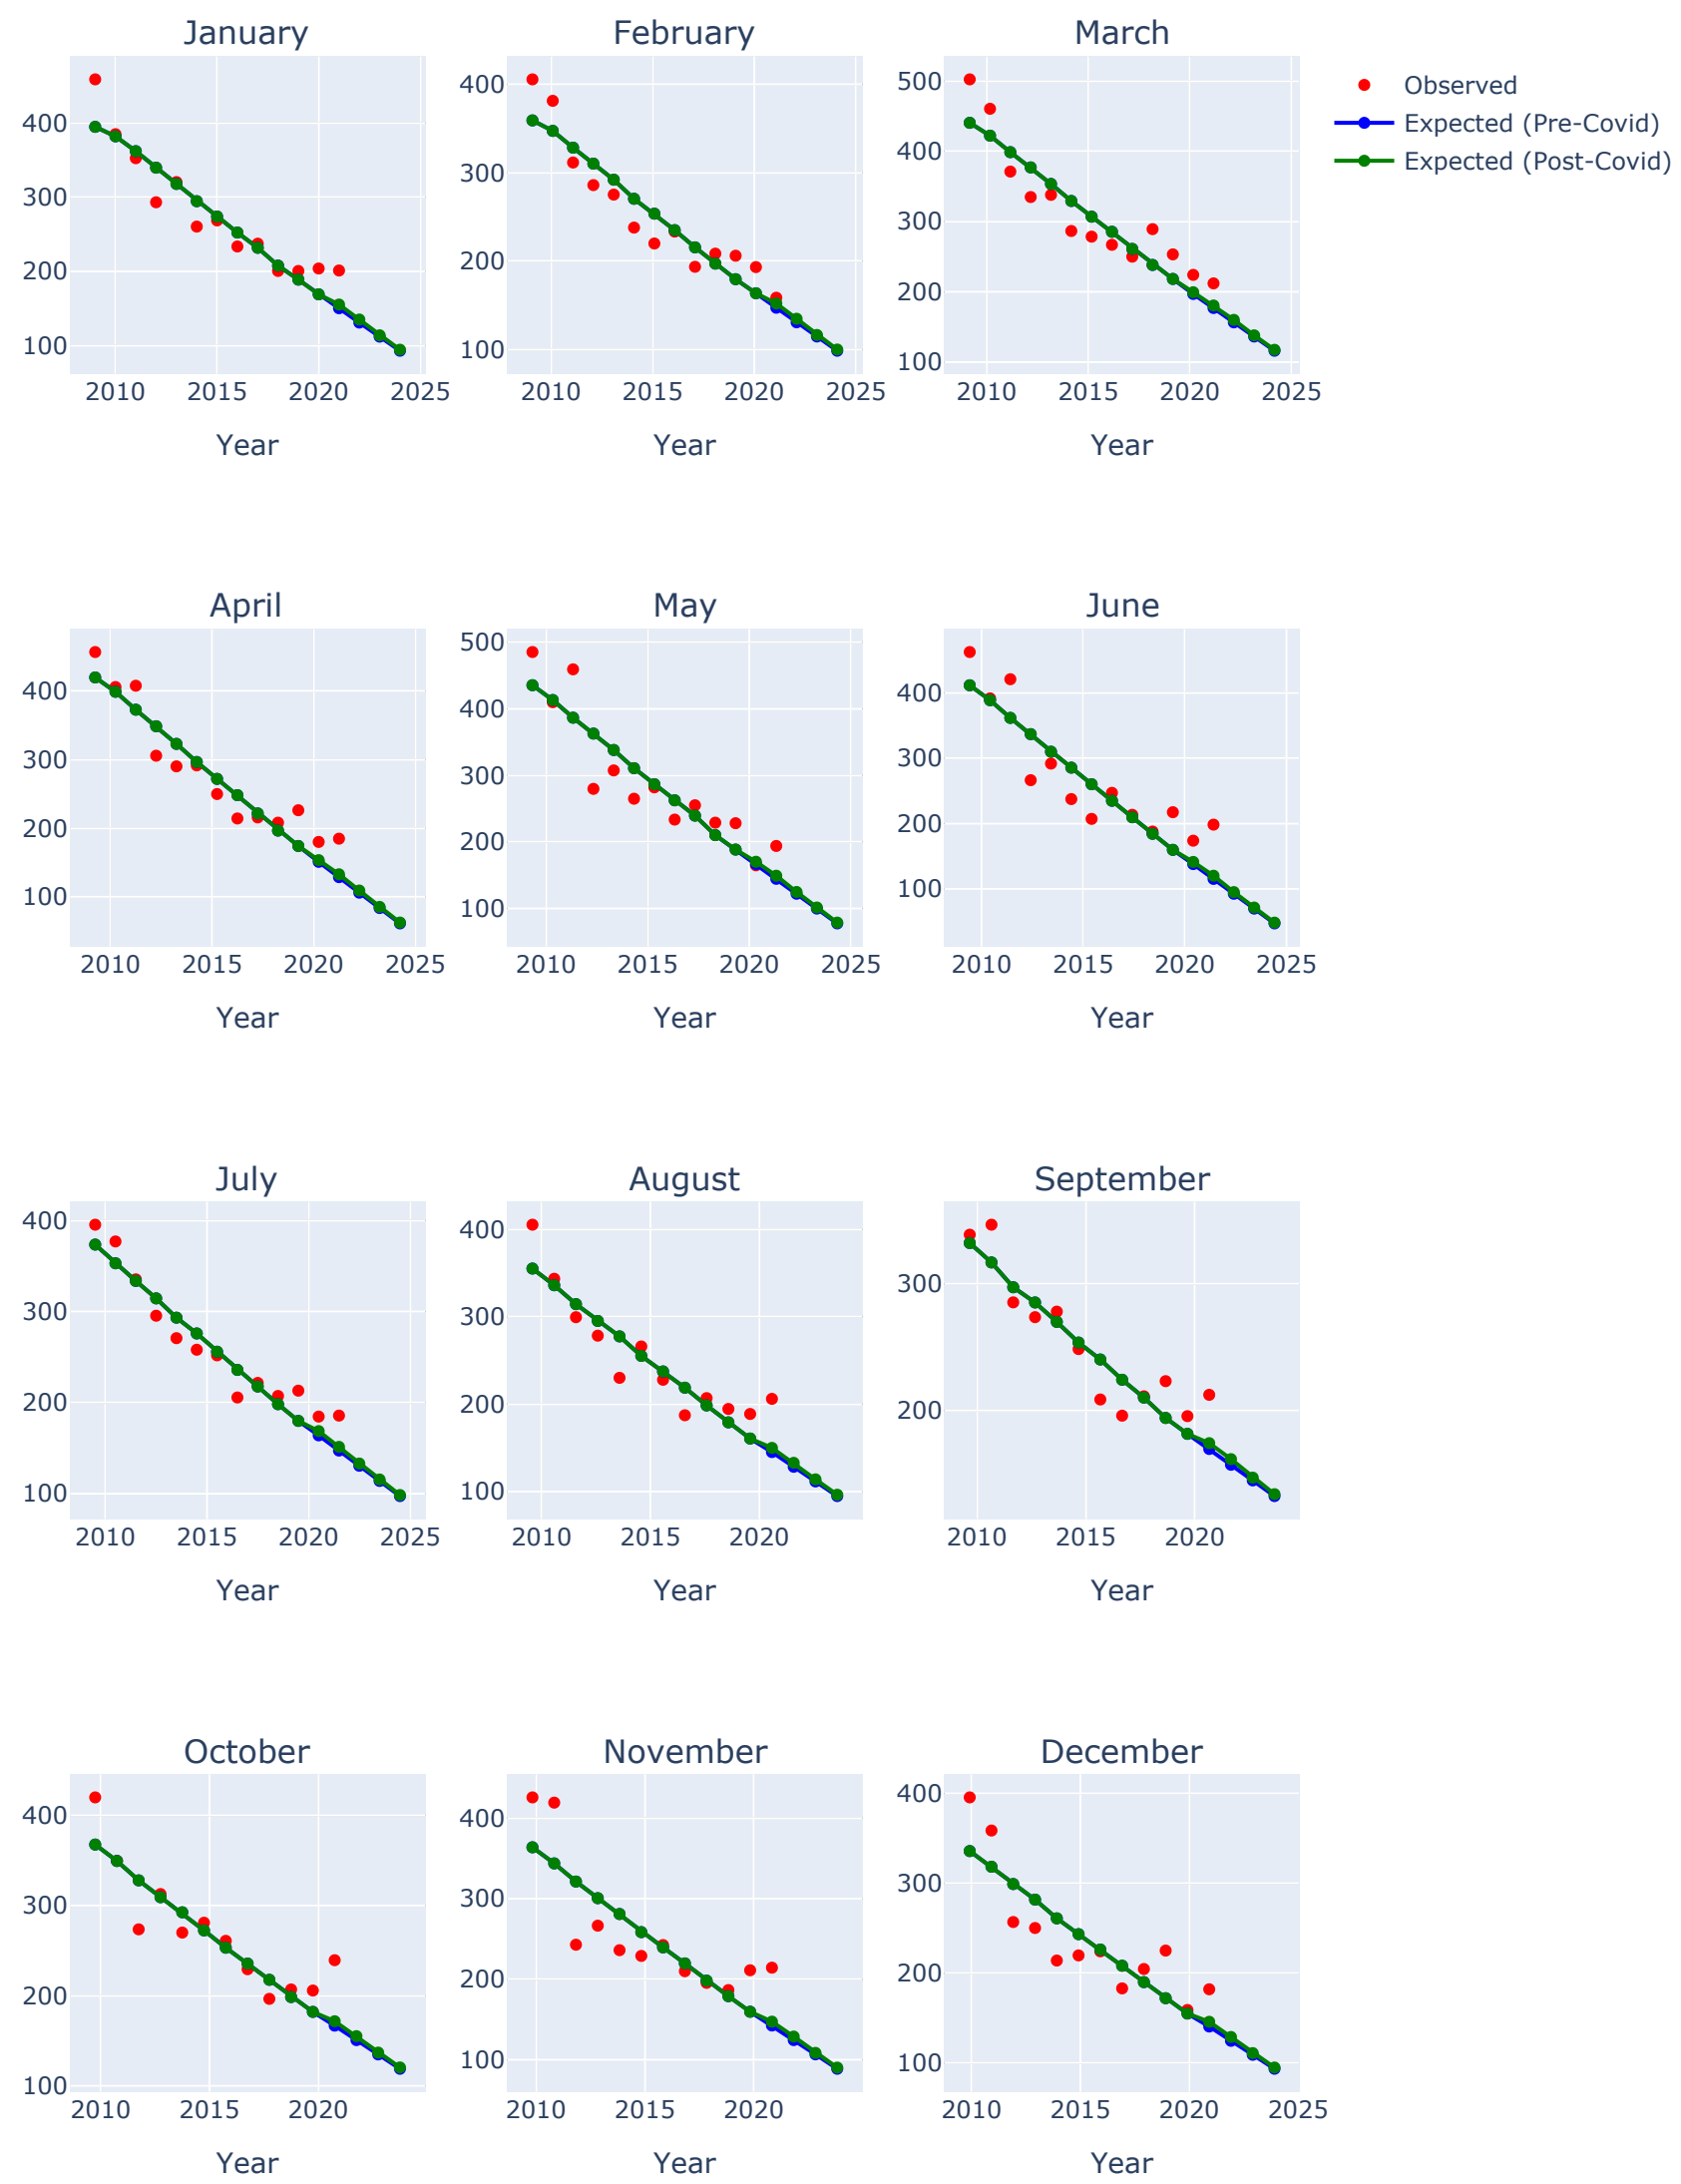 January February March
400
300
200
100
2010 2015 2020 2025
Year
400
300
200
100
2010 2015 2020 2025
Year
500
400
300
200
100
2010 2015 2020 2025
Year
Observed
Expected (Pre-Covid)
Expected (Post-Covid)
April May June
400
300
200
100
2010 2015 2020 2025
Year
500
400
300
200
100
2010 2015 2020 2025
Year
400
300
200
100
2010 2015 2020 2025
Year
July August September
400
300
200
100
2010 2015 2020 2025
Year
400
300
200
100
2010 2015 2020
Year
300
200
2010 2015 2020
Year
October November December
400
300
200
100
2010 2015 2020
Year
400
300
200
100
2010 2015 2020
Year
400
300
200
100
2010 2015 2020 2025
Year